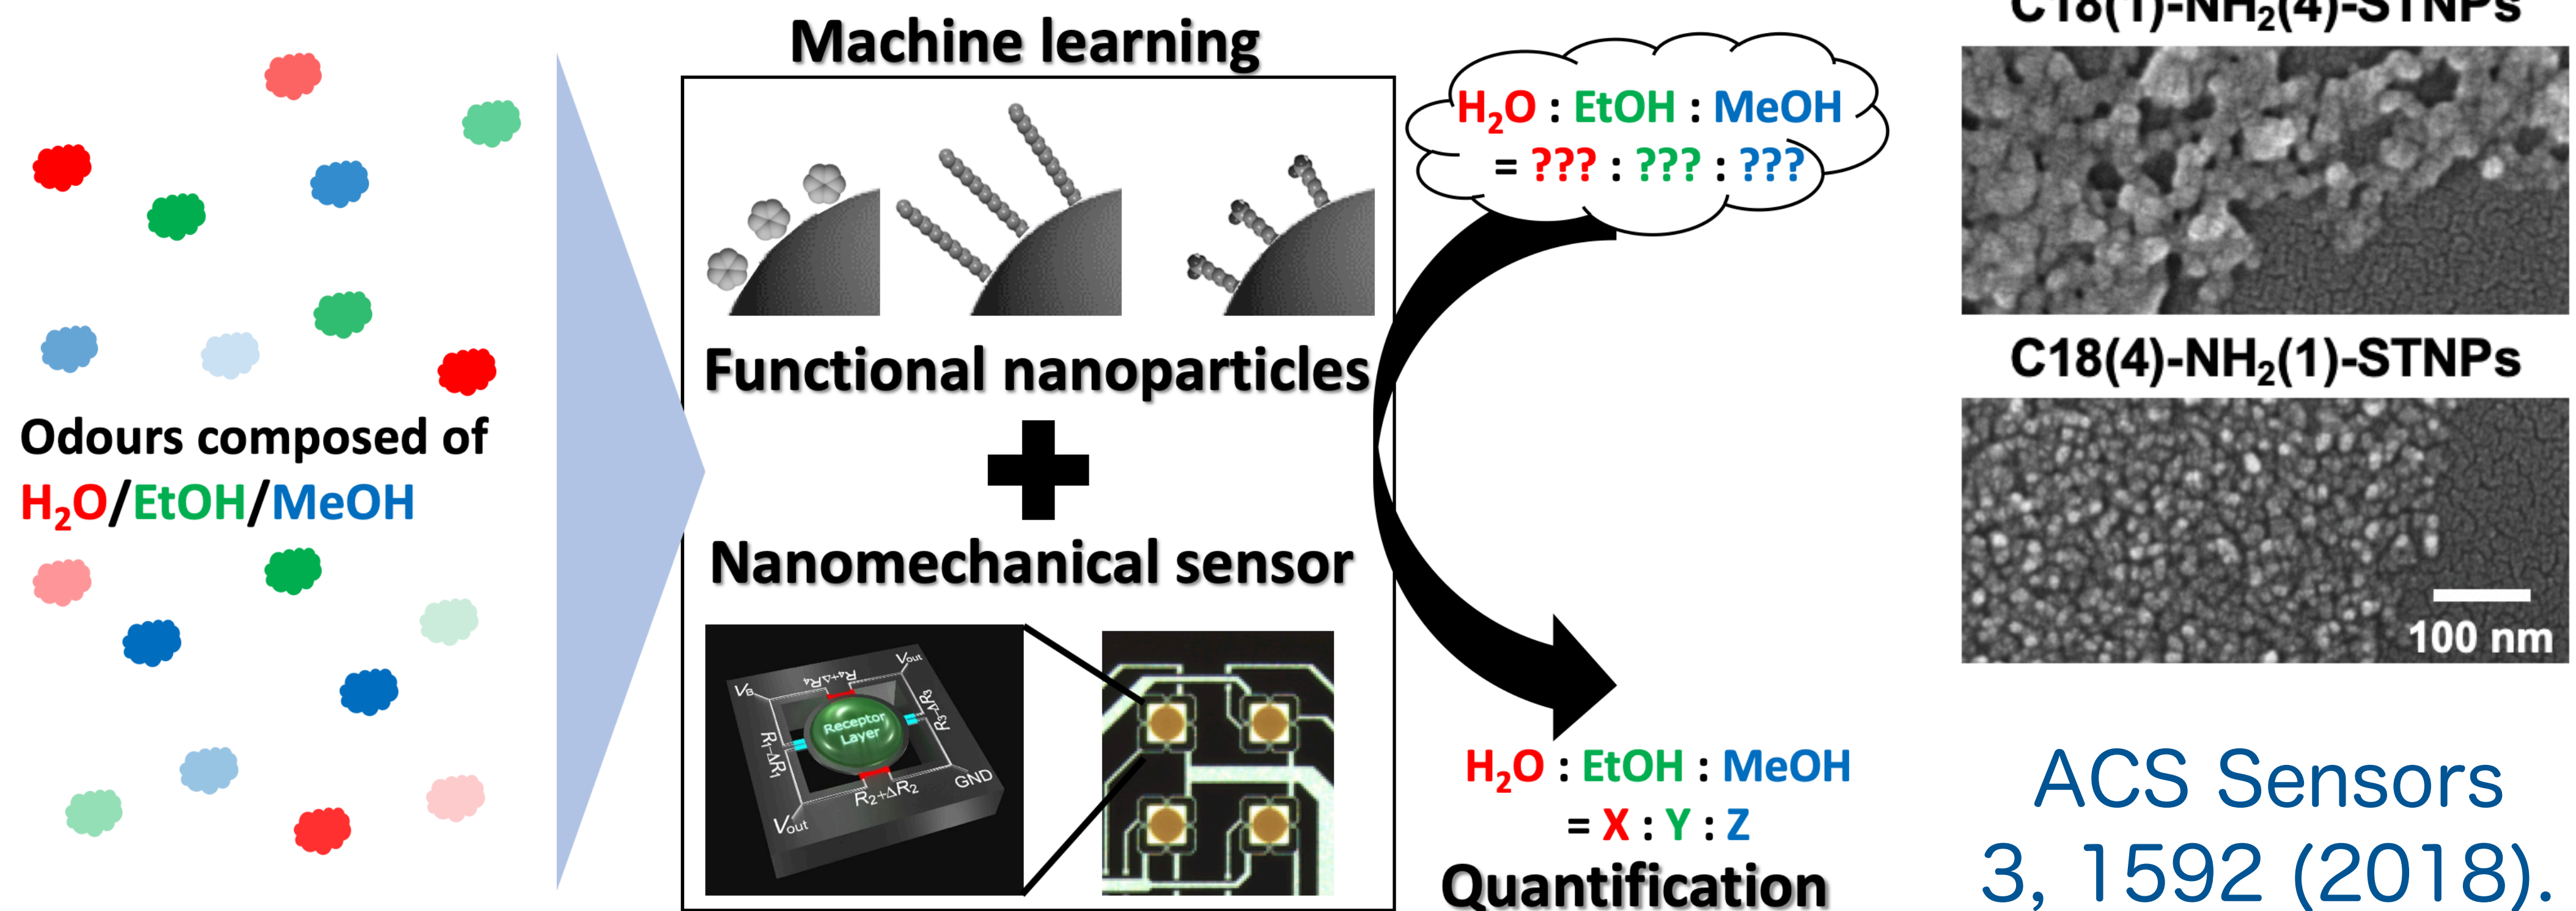 Odours composed of
H₂O/EtOH/MeOH
Machine learning
Functional nanoparticles
Nanomechanical sensor
V_B
R₄+ΔR₄
Vout
R₃-ΔR₃
Receptor
Layer
R₁-ΔR₁
R₂+ΔR₂
GND
Vout
H₂O : EtOH : MeOH
= ??? : ??? : ???
H₂O : EtOH : MeOH
= X : Y : Z
Quantification
C18(1)-NH₂(4)-STNPs
C18(4)-NH₂(1)-STNPs
100 nm
ACS Sensors
3, 1592 (2018).